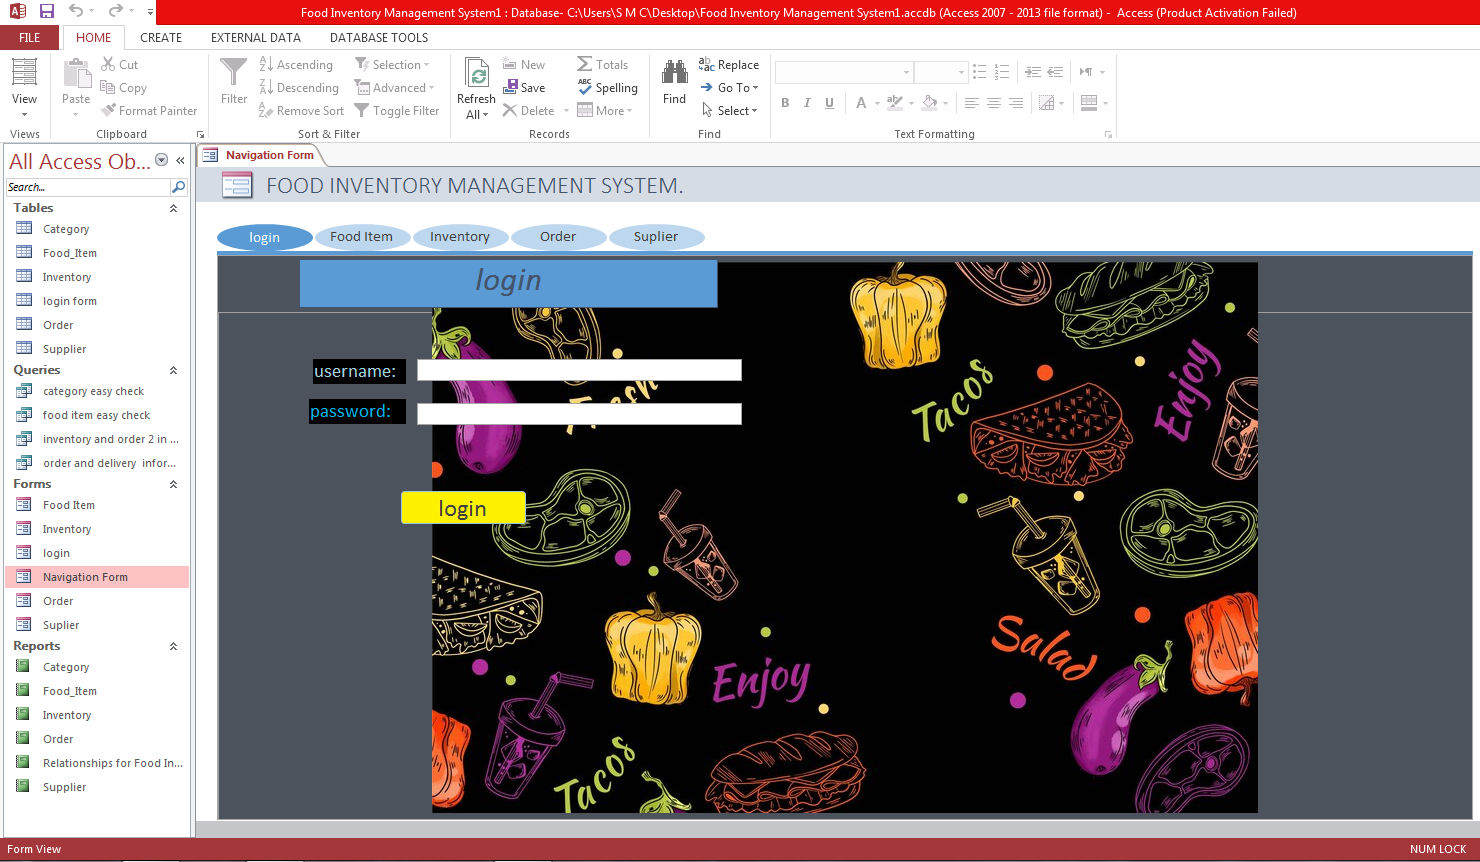 Food Inventory Management System1 : Database- C:\Users\S M C\Desktop\Food Inventory Management System1.accdb (Access 2007 - 2013 file format) - Access (Product Activation Failed)
FILE HOME CREATE EXTERNAL DATA DATABASE TOOLS
View
Views
Paste
Cut
Copy
Format Painter
Clipboard
Filter
Ascending
Descending
Remove Sort
Selection
Advanced
Toggle Filter
Sort & Filter
Refresh
All
New
Save
Delete
Totals
Spelling
More
Records
Find
Replace
Go To
Select
Find
B I U A
Text Formatting
All Access Ob...
Search...
Tables
Category
Food_Item
Inventory
login form
Order
Supplier
Queries
category easy check
food item easy check
inventory and order 2 in ...
order and delivery  infor...
Forms
Food Item
Inventory
login
Navigation Form
Order
Suplier
Reports
Category
Food_Item
Inventory
Order
Relationships for Food In...
Supplier
Navigation Form
FOOD INVENTORY MANAGEMENT SYSTEM.
login Food Item Inventory Order Suplier
login
username:
password:
login
Tacos
Enjoy
Salad
Enjoy
Tacos
Form View
NUM LOCK